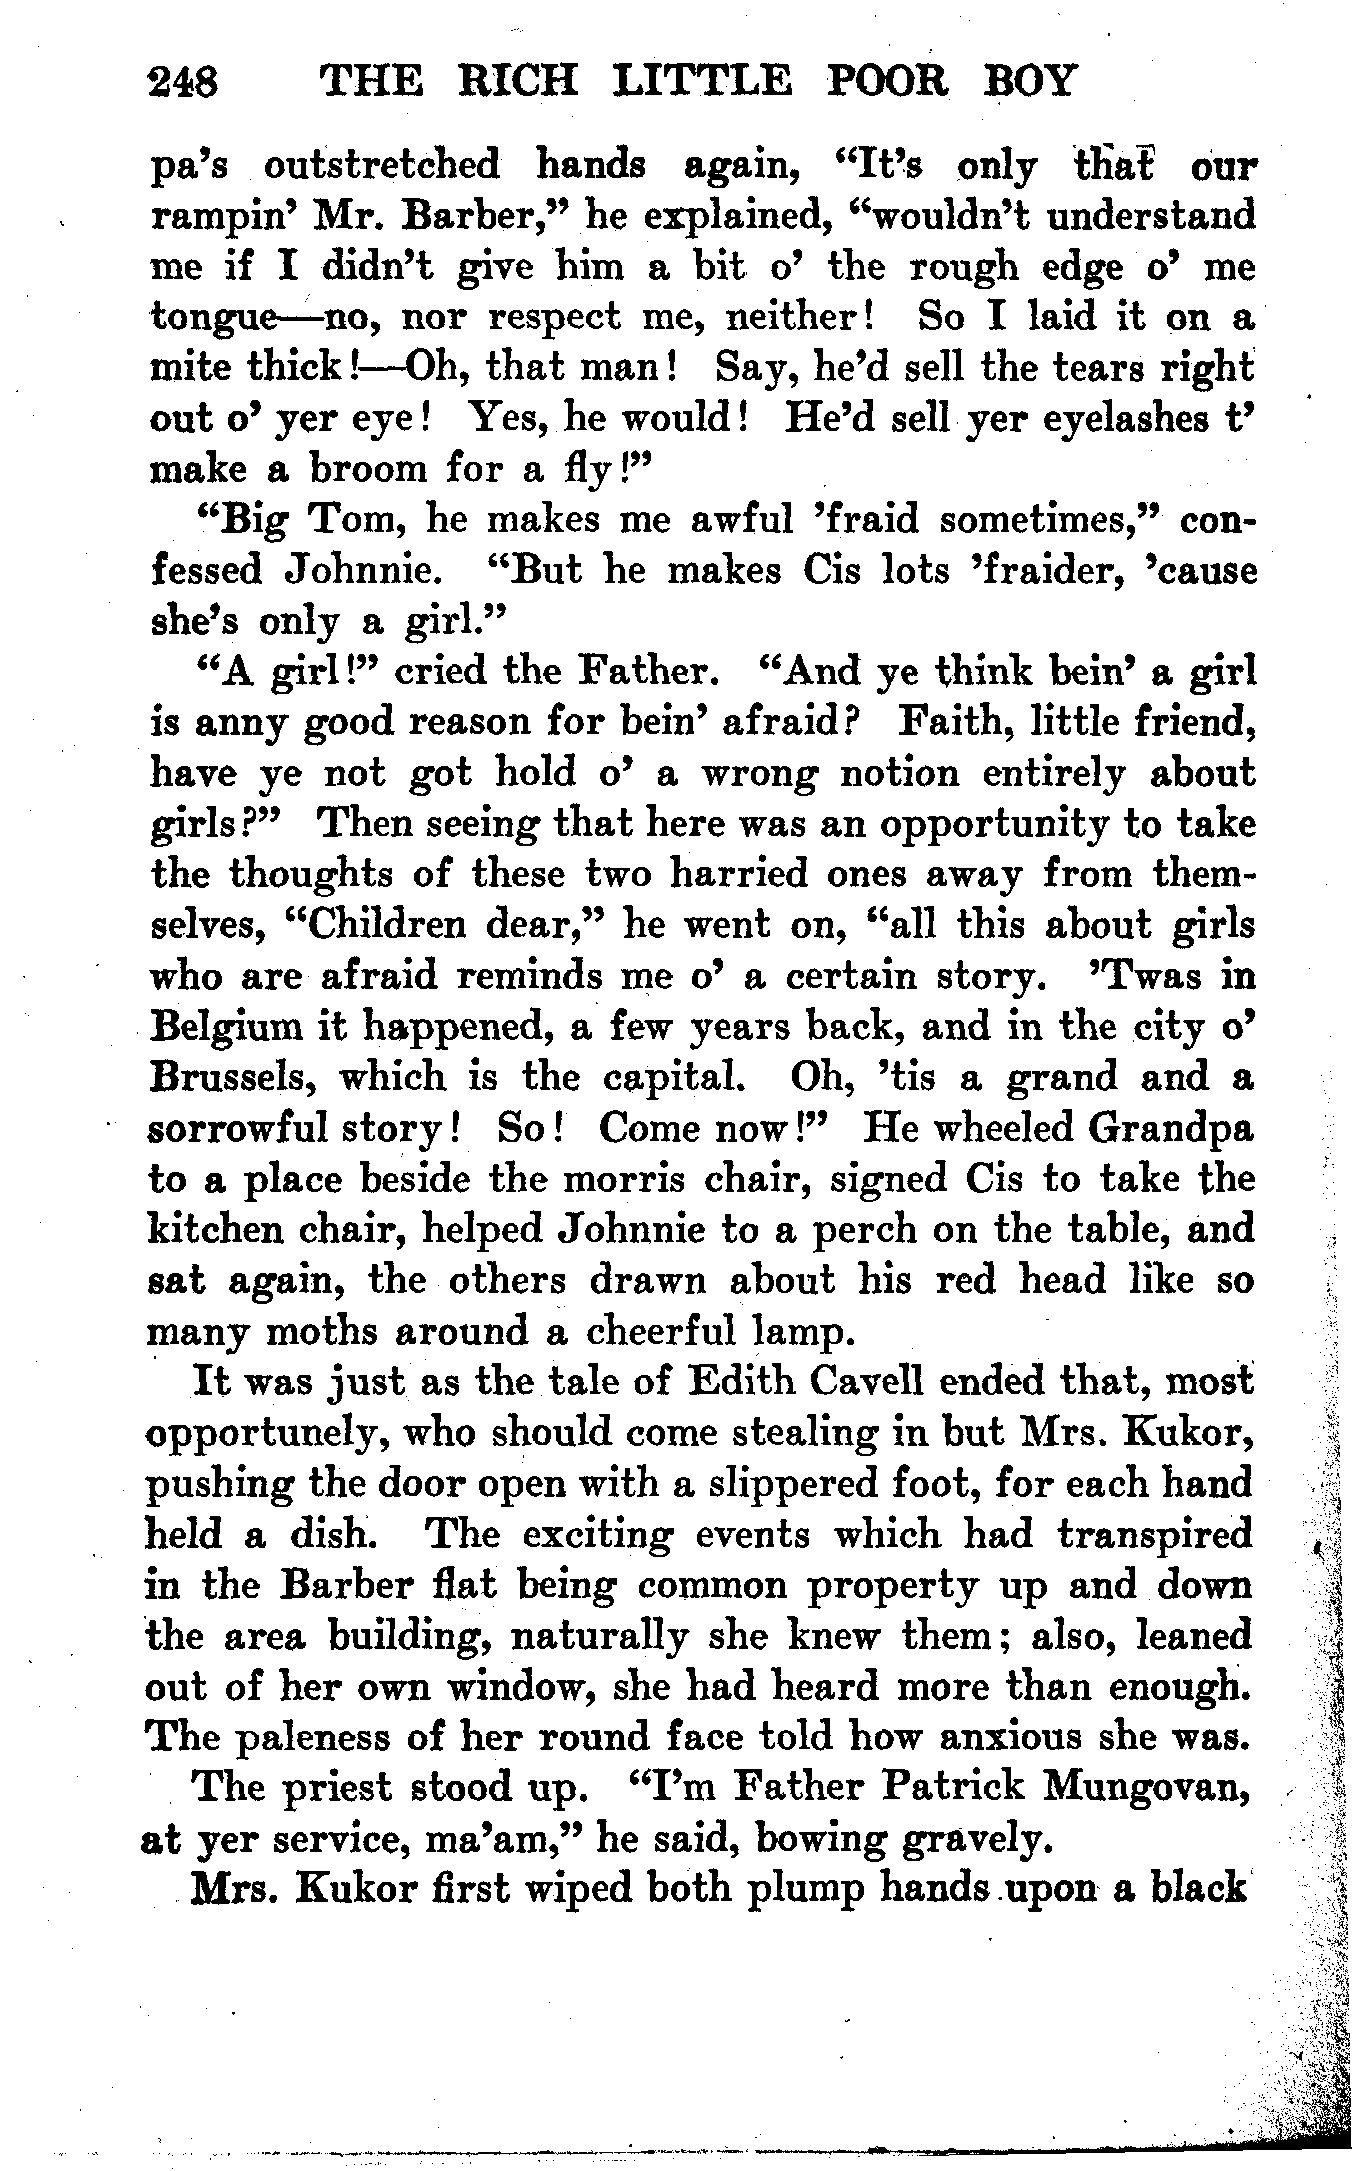 248 THE RICH LITTLE POOR BOY
pa's outstretched hands again, "It's only that our
rampin' Mr. Barber," he explained, "wouldn't understand
me if I didn't give him a bit o' the rough edge o' me
tongue—no, nor respect me, neither! So I laid it on a
mite thick!—Oh, that man! Say, he'd sell the tears right
out o' yer eye! Yes, he would! He'd sell yer eyelashes t'
make a broom for a fly!"
"Big Tom, he makes me awful 'fraid sometimes," con-
fessed Johnnie. "But he makes Cis lots 'fraider, 'cause
she's only a girl."
"A girl!" cried the Father. "And ye think bein' a girl
is anny good reason for bein' afraid? Faith, little friend,
have ye not got hold o' a wrong notion entirely about
girls?" Then seeing that here was an opportunity to take
the thoughts of these two harried ones away from them-
selves, "Children dear," he went on, "all this about girls
who are afraid reminds me o' a certain story. 'Twas in
Belgium it happened, a few years back, and in the city o'
Brussels, which is the capital. Oh, 'tis a grand and a
sorrowful story! So! Come now!" He wheeled Grandpa
to a place beside the morris chair, signed Cis to take the
kitchen chair, helped Johnnie to a perch on the table, and
sat again, the others drawn about his red head like so
many moths around a cheerful lamp.
It was just as the tale of Edith Cavell ended that, most
opportunely, who should come stealing in but Mrs. Kukor,
pushing the door open with a slippered foot, for each hand
held a dish. The exciting events which had transpired
in the Barber flat being common property up and down
the area building, naturally she knew them; also, leaned
out of her own window, she had heard more than enough.
The paleness of her round face told how anxious she was.
The priest stood up. "I'm Father Patrick Mungovan,
at yer service, ma'am," he said, bowing gravely.
Mrs. Kukor first wiped both plump hands upon a black